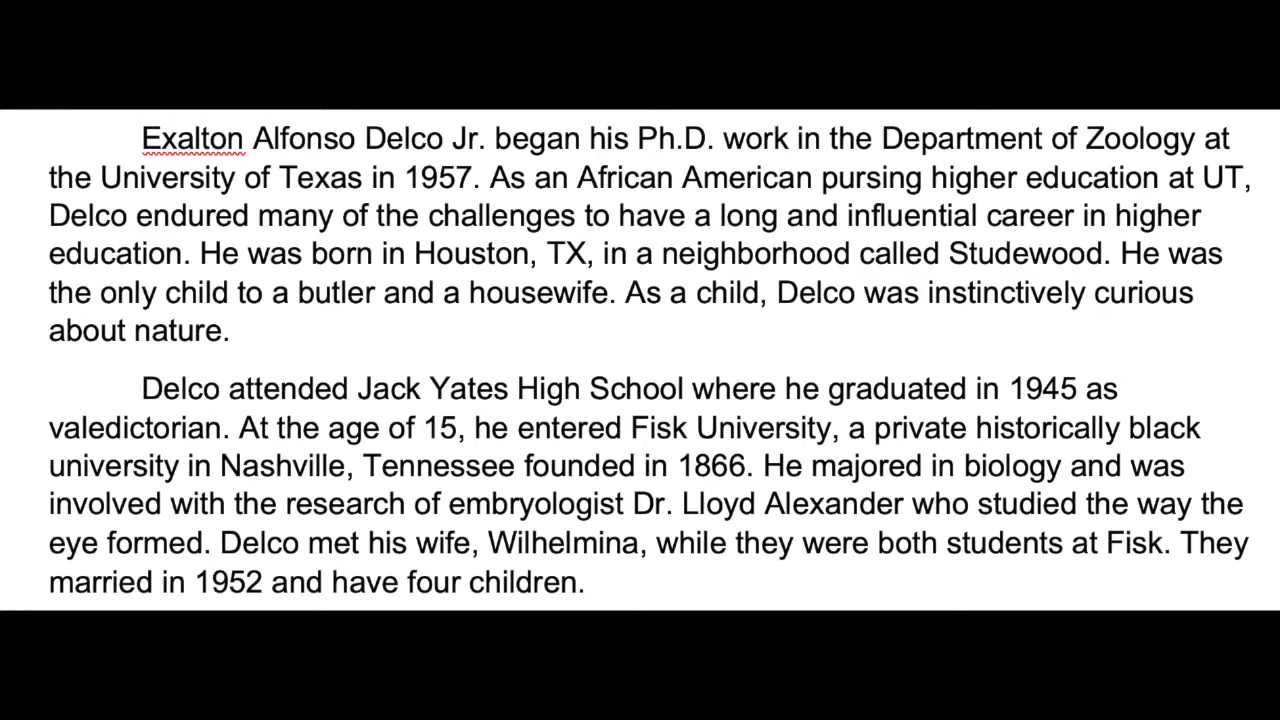 Exalton Alfonso Delco Jr. began his Ph.D. work in the Department of Zoology at
the University of Texas in 1957. As an African American pursing higher education at UT,
Delco endured many of the challenges to have a long and influential career in higher
education. He was born in Houston, TX, in a neighborhood called Studewood. He was
the only child to a butler and a housewife. As a child, Delco was instinctively curious
about nature.
Delco attended Jack Yates High School where he graduated in 1945 as
valedictorian. At the age of 15, he entered Fisk University, a private historically black
university in Nashville, Tennessee founded in 1866. He majored in biology and was
involved with the research of embryologist Dr. Lloyd Alexander who studied the way the
eye formed. Delco met his wife, Wilhelmina, while they were both students at Fisk. They
married in 1952 and have four children.